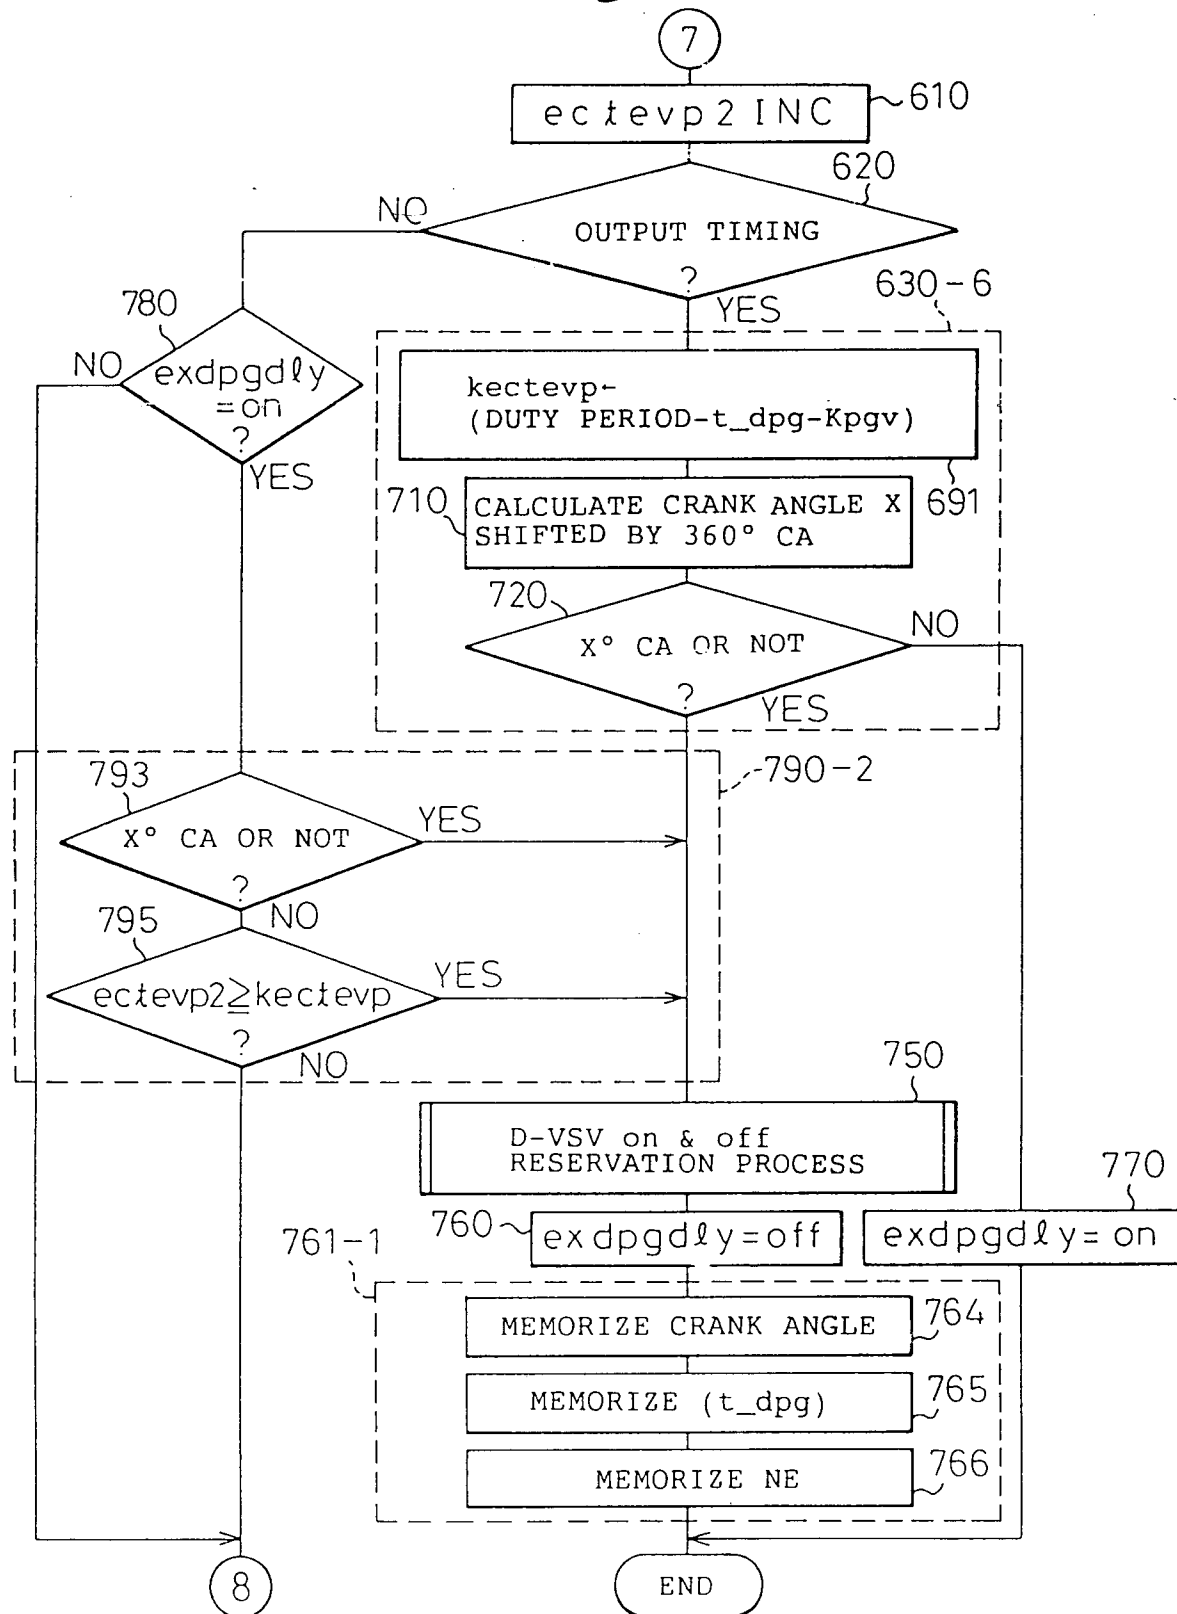 7
ectevp2 INC
610
620
NO
OUTPUT TIMING
?
YES
630-6
780
NO
exdpgdly
=on
?
YES
kectevp←
(DUTY PERIOD-t_dpg-Kpgv)
691
710
CALCULATE CRANK ANGLE X
SHIFTED BY 360° CA
720
X° CA OR NOT
?
NO
YES
790-2
793
X° CA OR NOT
?
YES
NO
795
ectevp2≧kectevp
?
YES
NO
750
D-VSV on & off
RESERVATION PROCESS
760
exdpgdly=off
770
exdpgdly=on
761-1
MEMORIZE CRANK ANGLE
764
MEMORIZE (t_dpg)
765
MEMORIZE NE
766
8
END